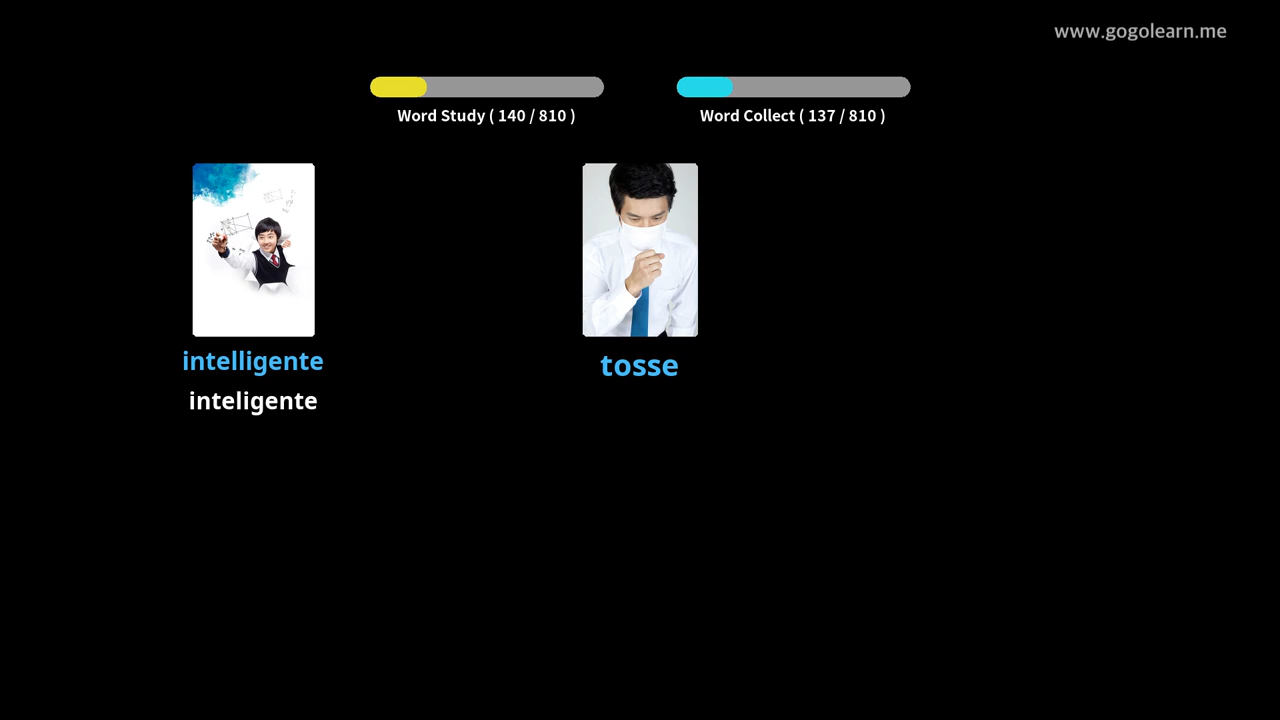 www.gogolearn.me
Word Study ( 140 / 810 )
Word Collect ( 137 / 810 )
intelligente
inteligente
tosse